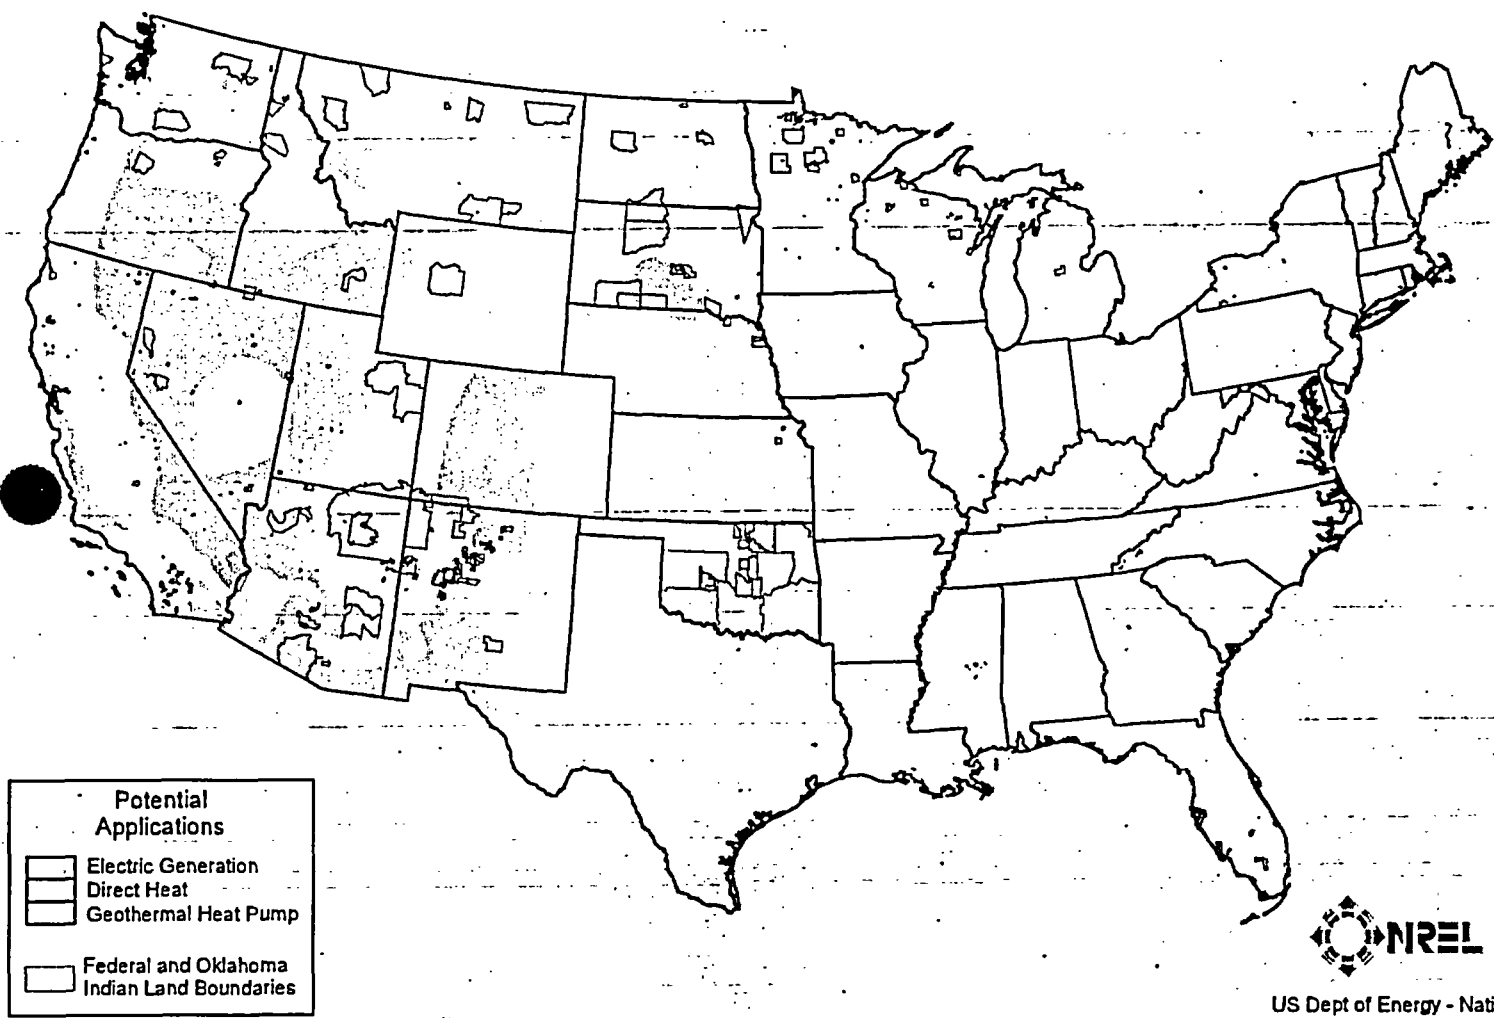 Potential
Applications
Electric Generation
Direct Heat
Geothermal Heat Pump
Federal and Oklahoma
Indian Land Boundaries
NREL
US Dept of Energy - Nati